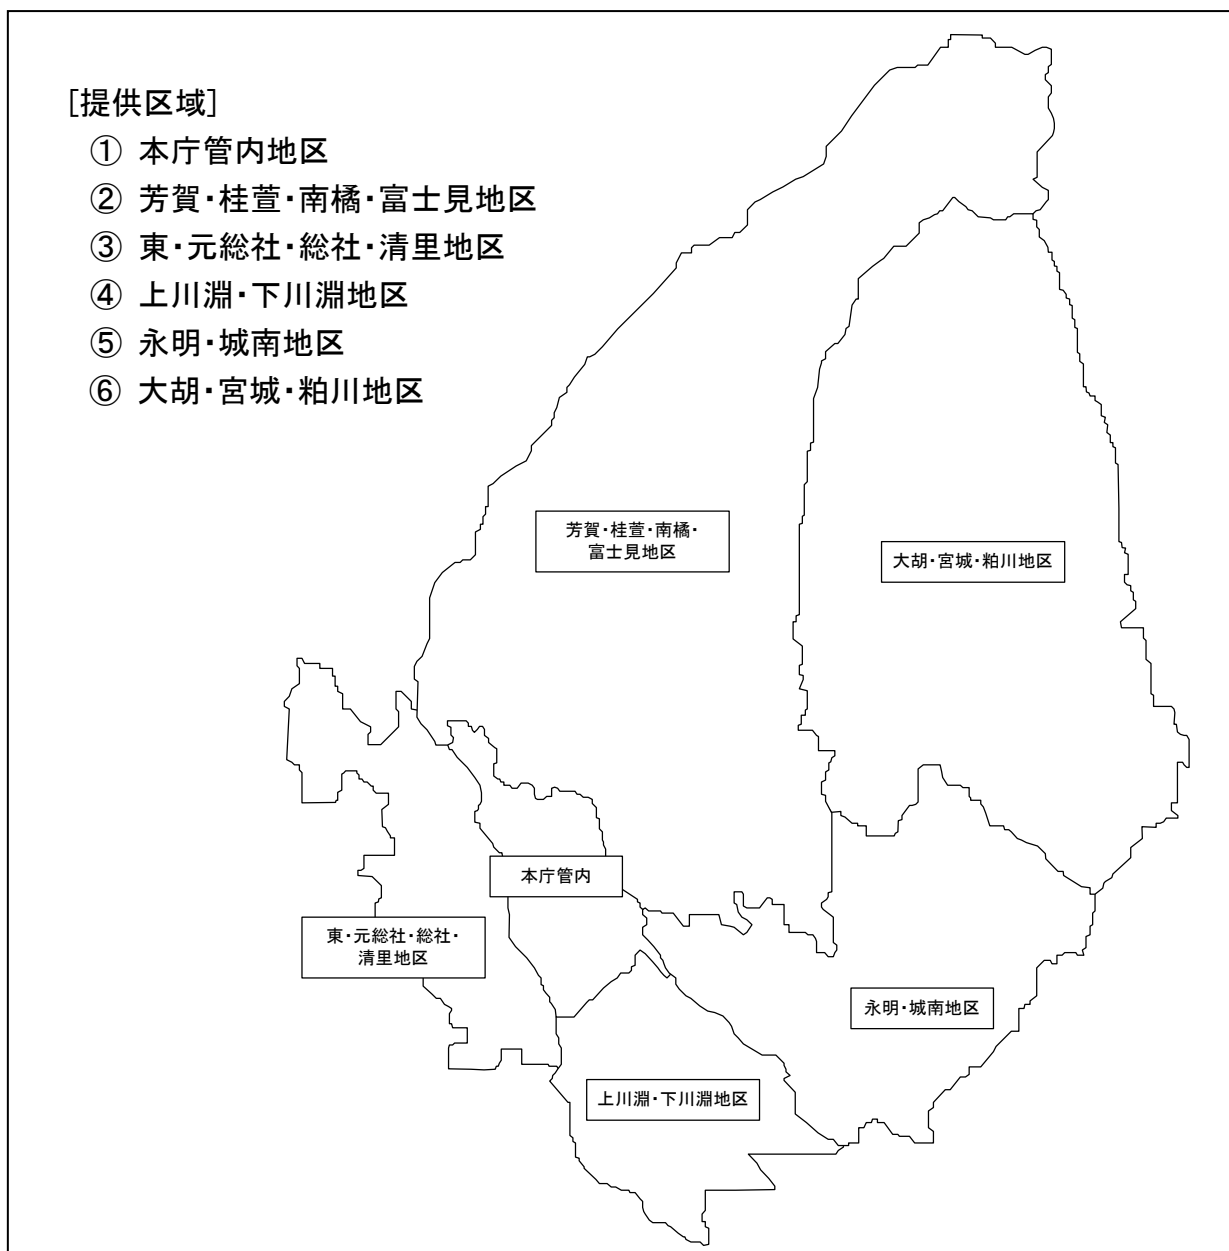 [提供区域]
① 本庁管内地区
② 芳賀・桂萱・南橘・富士見地区
③ 東・元総社・総社・清里地区
④ 上川淵・下川淵地区
⑤ 永明・城南地区
⑥ 大胡・宮城・粕川地区
芳賀・桂萱・南橘・
富士見地区
大胡・宮城・粕川地区
本庁管内
東・元総社・総社・
清里地区
永明・城南地区
上川淵・下川淵地区